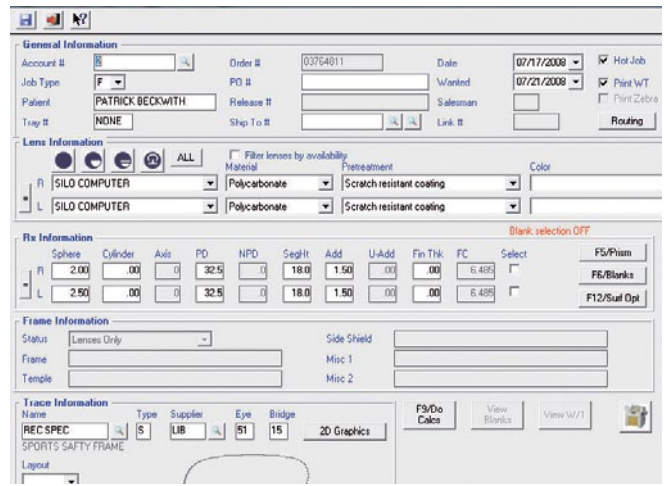 General Information
Account # Order # 03764811 Date 07/17/2008 Hot Job
Job Type F PO # Wanted 07/21/2008 Print WT
Patient PATRICK BECKWITH Release # Salesman Print Zebra
Tray # NONE Ship To # Link # Routing
Lens Information
ALL Filter lenses by availability
Material Pretreatment Color
R SILO COMPUTER Polycarbonate Scratch resistant coating
L SILO COMPUTER Polycarbonate Scratch resistant coating
Blank selection OFF
Rx Information
Sphere Cylinder Axis PD NPD SegHt Add U-Add Fin Thk FC Select F5/Prism
R 2.00 .00 0 32.5 0 18.0 1.50 .00 .00 6.485 F6/Blanks
L 2.50 .00 0 32.5 0 18.0 1.50 .00 .00 6.485 F12/Surf Opt
Frame Information
Status Lenses Only Side Shield
Frame Misc 1
Temple Misc 2
Trace Information
Name Type Supplier Eye Bridge F9/Do Calcs View Blanks View W/1
REC SPEC S LIB 51 15 2D Graphics
SPORTS SAFTY FRAME
Layout